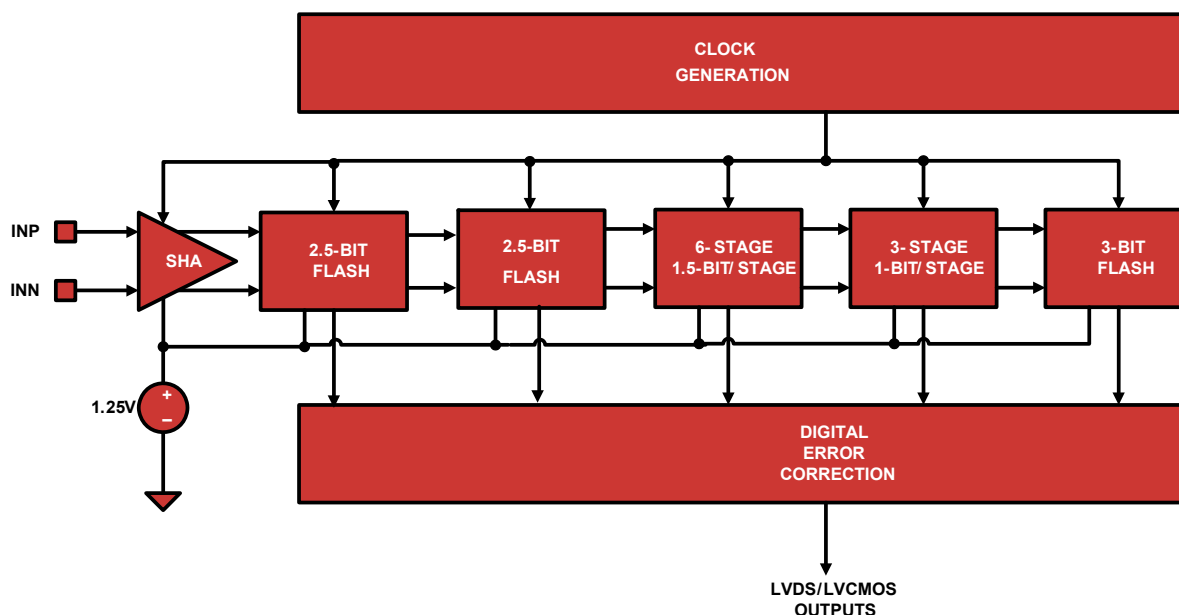 CLOCK
GENERATION
INP
INN
SHA
2.5-BIT
FLASH
2.5-BIT
FLASH
6- STAGE
1.5-BIT/ STAGE
3- STAGE
1-BIT/ STAGE
3-BIT
FLASH
1.25V
+
−
DIGITAL
ERROR
CORRECTION
LVDS/LVCMOS
OUTPUTS